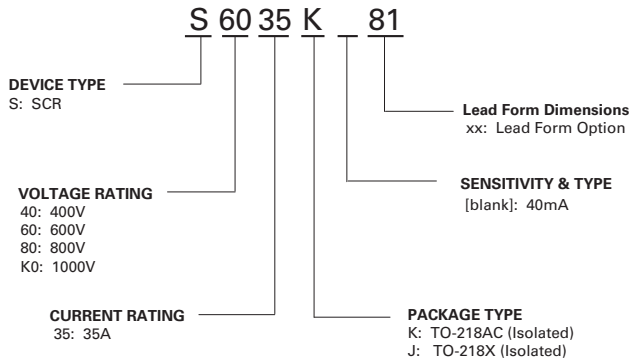 S 60 35 K _ 81
DEVICE TYPE
S: SCR
Lead Form Dimensions
xx: Lead Form Option
VOLTAGE RATING
40: 400V
60: 600V
80: 800V
K0: 1000V
SENSITIVITY & TYPE
[blank]: 40mA
CURRENT RATING
35: 35A
PACKAGE TYPE
K: TO-218AC (Isolated)
J: TO-218X (Isolated)